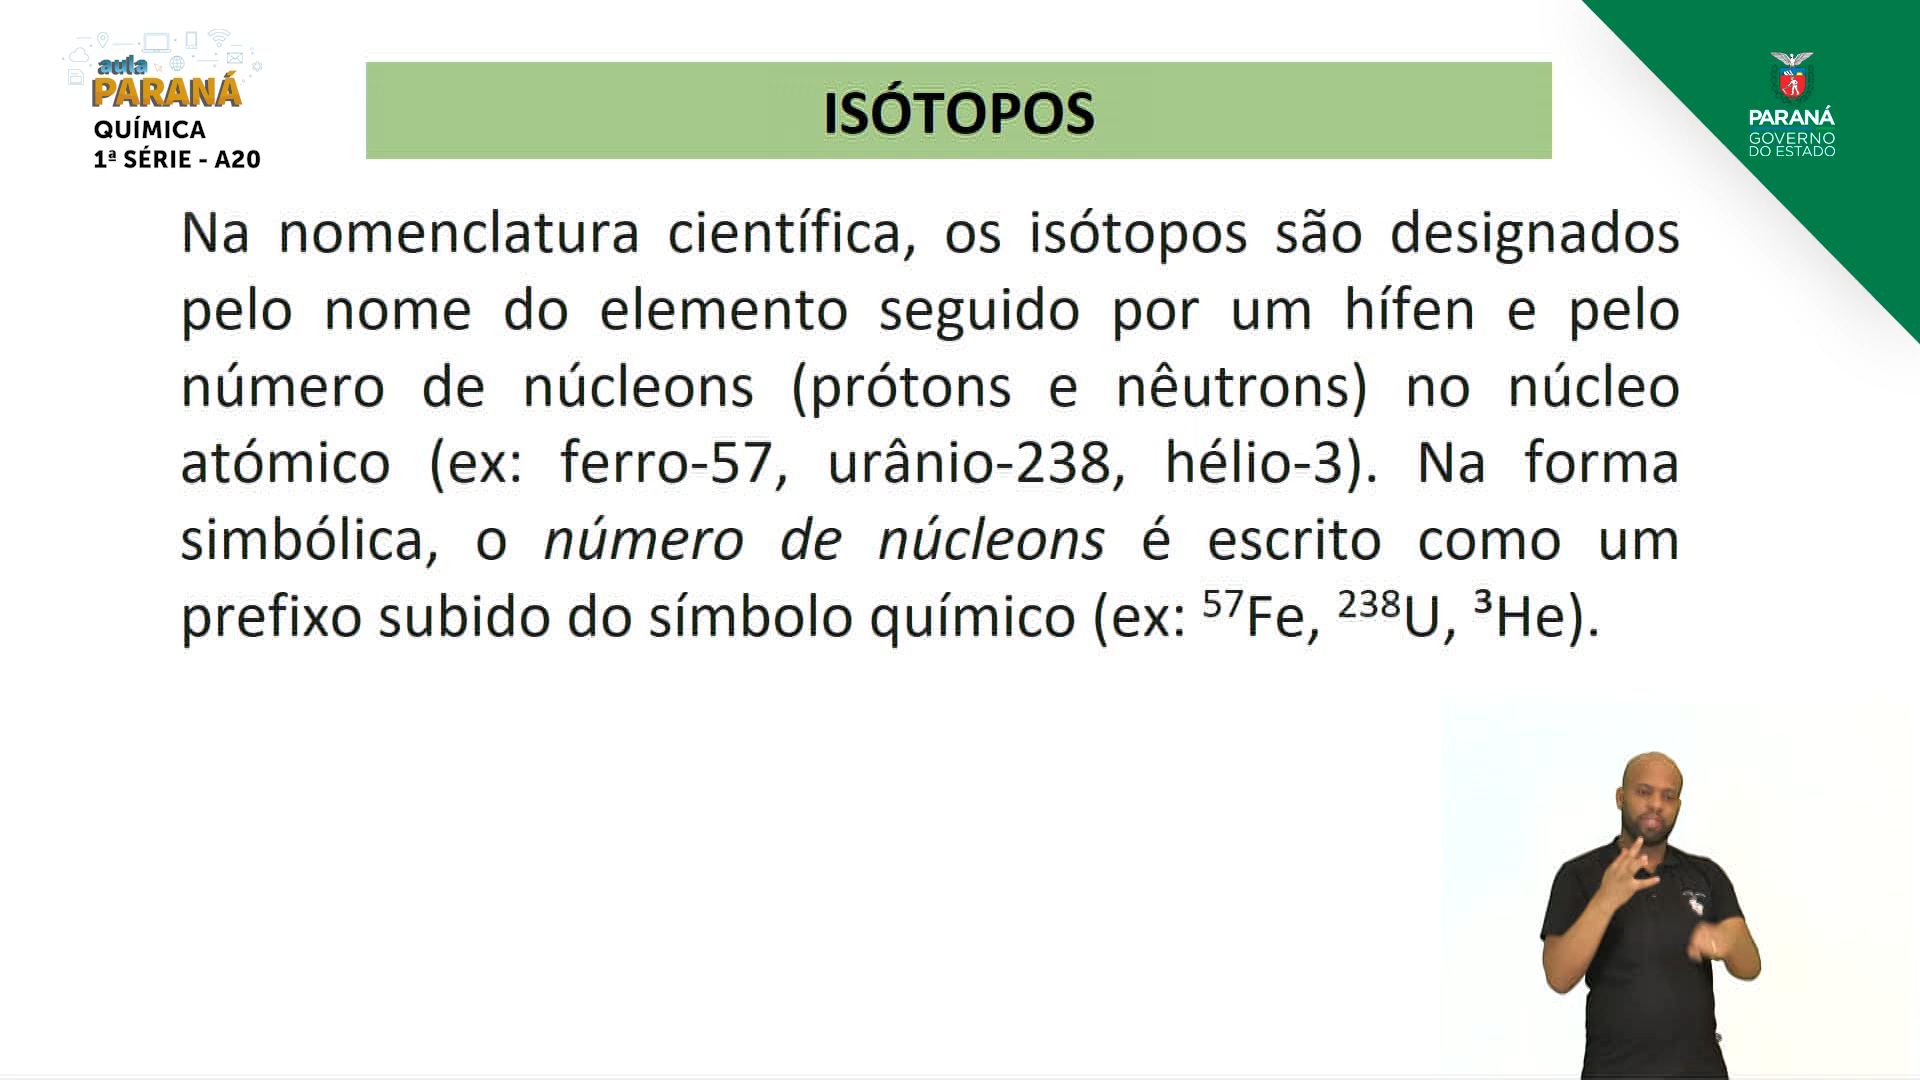 aula
PARANÁ
QUÍMICA
1ª SÉRIE - A20
ISÓTOPOS
PARANÁ
GOVERNO
DO ESTADO
Na nomenclatura científica, os isótopos são designados
pelo nome do elemento seguido por um hífen e pelo
número de núcleons (prótons e nêutrons) no núcleo
atómico (ex: ferro-57, urânio-238, hélio-3). Na forma
simbólica, o número de núcleons é escrito como um
prefixo subido do símbolo químico (ex: ⁵⁷Fe, ²³⁸U, ³He).